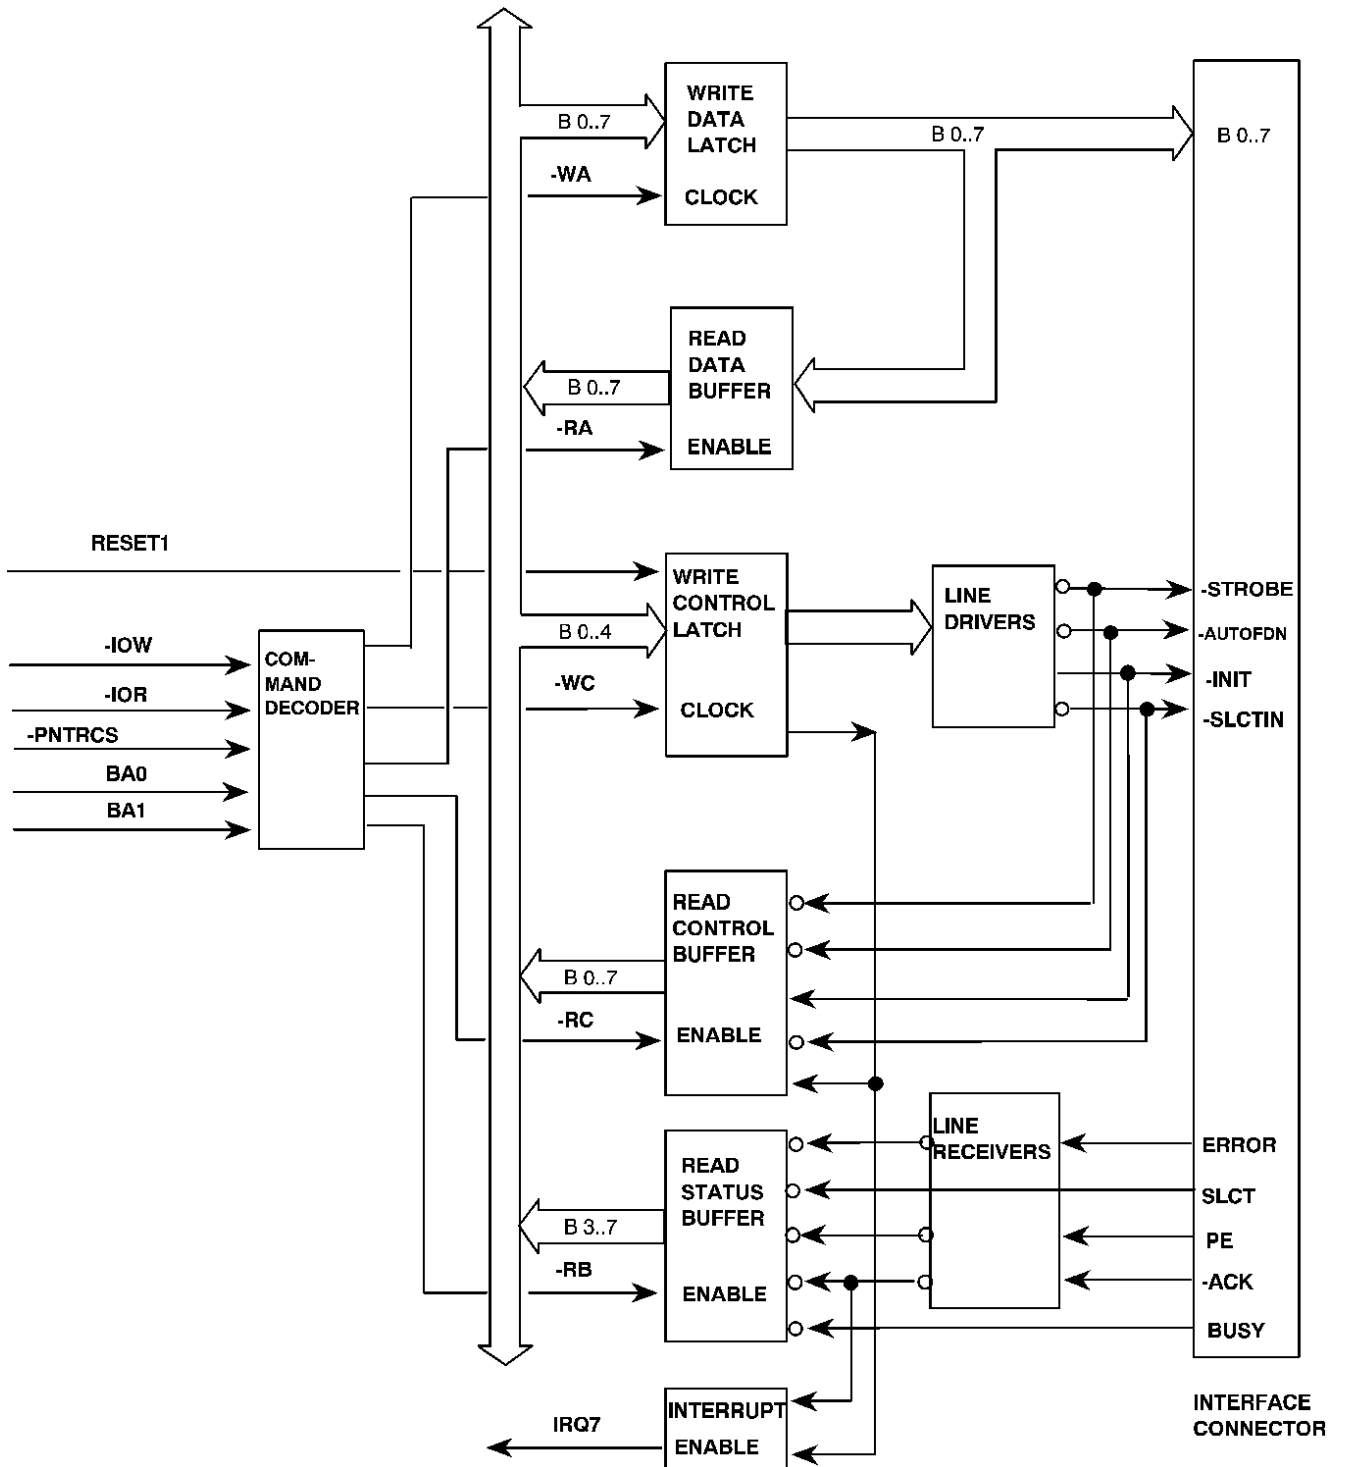 WRITE
DATA
LATCH
CLOCK
B 0..7
-WA
B 0..7
B 0..7
READ
DATA
BUFFER
ENABLE
B 0..7
-RA
RESET1
-IOW
-IOR
-PNTRCS
BA0
BA1
COM-
MAND
DECODER
WRITE
CONTROL
LATCH
CLOCK
B 0..4
-WC
LINE
DRIVERS
-STROBE
-AUTOFDN
-INIT
-SLCTIN
READ
CONTROL
BUFFER
ENABLE
B 0..7
-RC
LINE
RECEIVERS
ERROR
SLCT
PE
-ACK
BUSY
READ
STATUS
BUFFER
ENABLE
B 3..7
-RB
INTERRUPT
ENABLE
IRQ7
INTERFACE
CONNECTOR